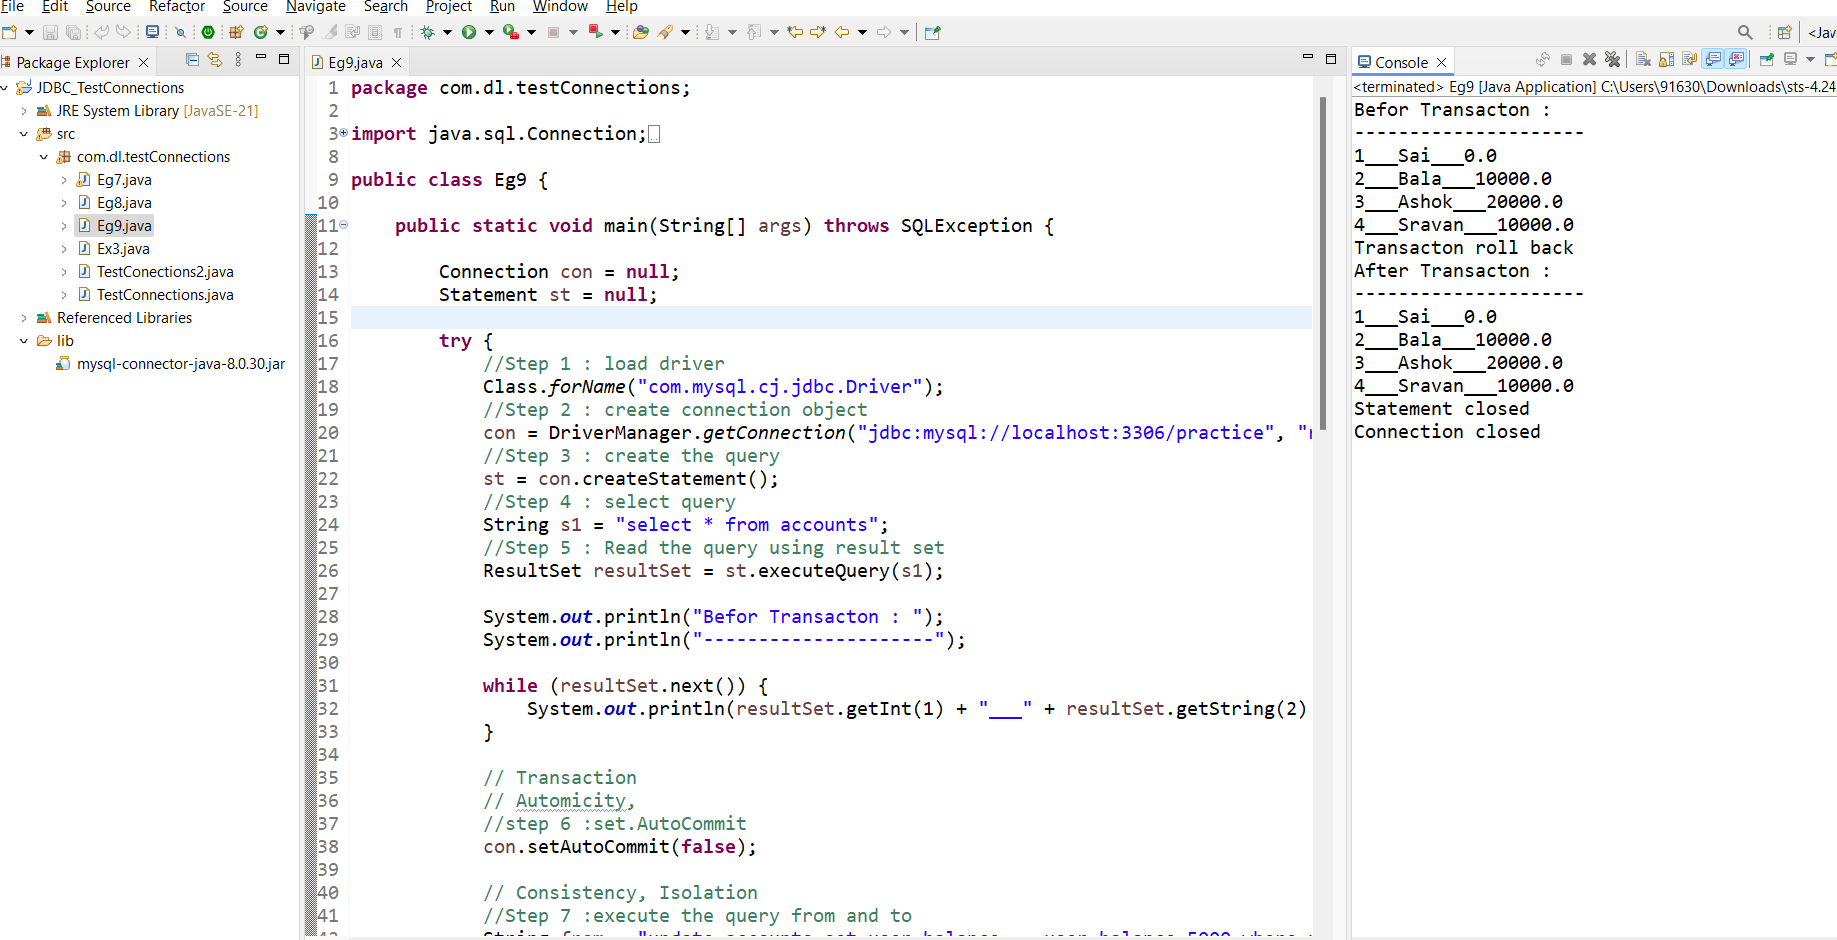 File Edit Source Refactor Source Navigate Search Project Run Window Help
Package Explorer
JDBC_TestConnections
JRE System Library [JavaSE-21]
src
com.dl.testConnections
Eg7.java
Eg8.java
Eg9.java
Ex3.java
TestConections2.java
TestConnections.java
Referenced Libraries
lib
mysql-connector-java-8.0.30.jar
Eg9.java
1 package com.dl.testConnections;
2
3 import java.sql.Connection;
8
9 public class Eg9 {
10
11 public static void main(String[] args) throws SQLException {
12
13 Connection con = null;
14 Statement st = null;
15
16 try {
17 //Step 1 : load driver
18 Class.forName("com.mysql.cj.jdbc.Driver");
19 //Step 2 : create connection object
20 con = DriverManager.getConnection("jdbc:mysql://localhost:3306/practice", "
21 //Step 3 : create the query
22 st = con.createStatement();
23 //Step 4 : select query
24 String s1 = "select * from accounts";
25 //Step 5 : Read the query using result set
26 ResultSet resultSet = st.executeQuery(s1);
27
28 System.out.println("Befor Transacton : ");
29 System.out.println("---------------------");
30
31 while (resultSet.next()) {
32 System.out.println(resultSet.getInt(1) + "___" + resultSet.getString(2)
33 }
34
35 // Transaction
36 // Automicity,
37 //step 6 :set.AutoCommit
38 con.setAutoCommit(false);
39
40 // Consistency, Isolation
41 //Step 7 :execute the query from and to
<Jav
Console
<terminated> Eg9 [Java Application] C:\Users\91630\Downloads\sts-4.24
Befor Transacton :
---------------------
1___Sai___0.0
2___Bala___10000.0
3___Ashok___20000.0
4___Sravan___10000.0
Transacton roll back
After Transacton :
---------------------
1___Sai___0.0
2___Bala___10000.0
3___Ashok___20000.0
4___Sravan___10000.0
Statement closed
Connection closed